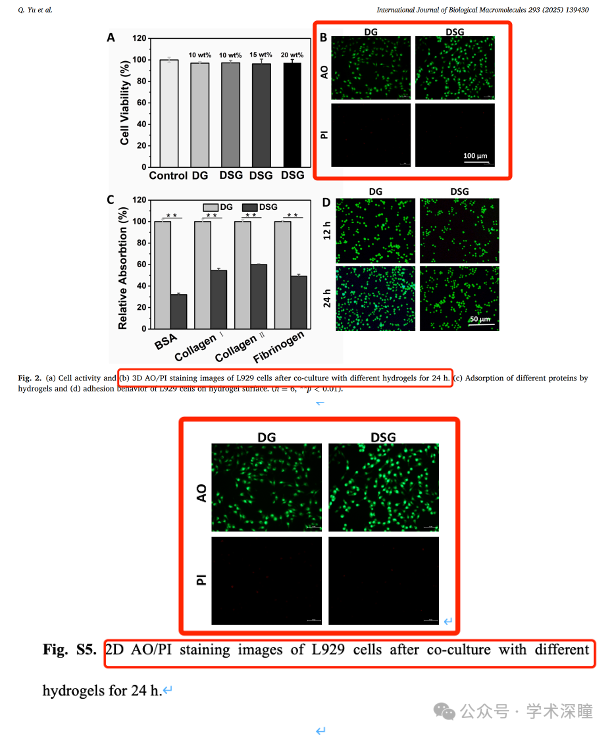 Q. Yu et al.
International Journal of Biological Macromolecules 293 (2025) 139430
A
120
100
80
60
40
20
0
Cell Viability (%)
10 wt% 10 wt% 15 wt% 20 wt%
Control DG DSG DSG DSG
B
DG DSG
AO
PI
100 μm
C
120
100
80
60
40
20
0
Relative Absorbtion (%)
DG DSG
** ** ** **
BSA Collagen Ⅰ Collagen Ⅱ Fibrinogen
D
DG DSG
12 h
24 h
50 μm
Fig. 2. (a) Cell activity and (b) 3D AO/PI staining images of L929 cells after co-culture with different hydrogels for 24 h. (c) Adsorption of different proteins by
hydrogels and (d) adhesion behavior of L929 cells on hydrogel surface. (n = 6, **p < 0.01).
DG DSG
AO
PI
Fig. S5. 2D AO/PI staining images of L929 cells after co-culture with different
hydrogels for 24 h.
公众号 · 学术深瞳